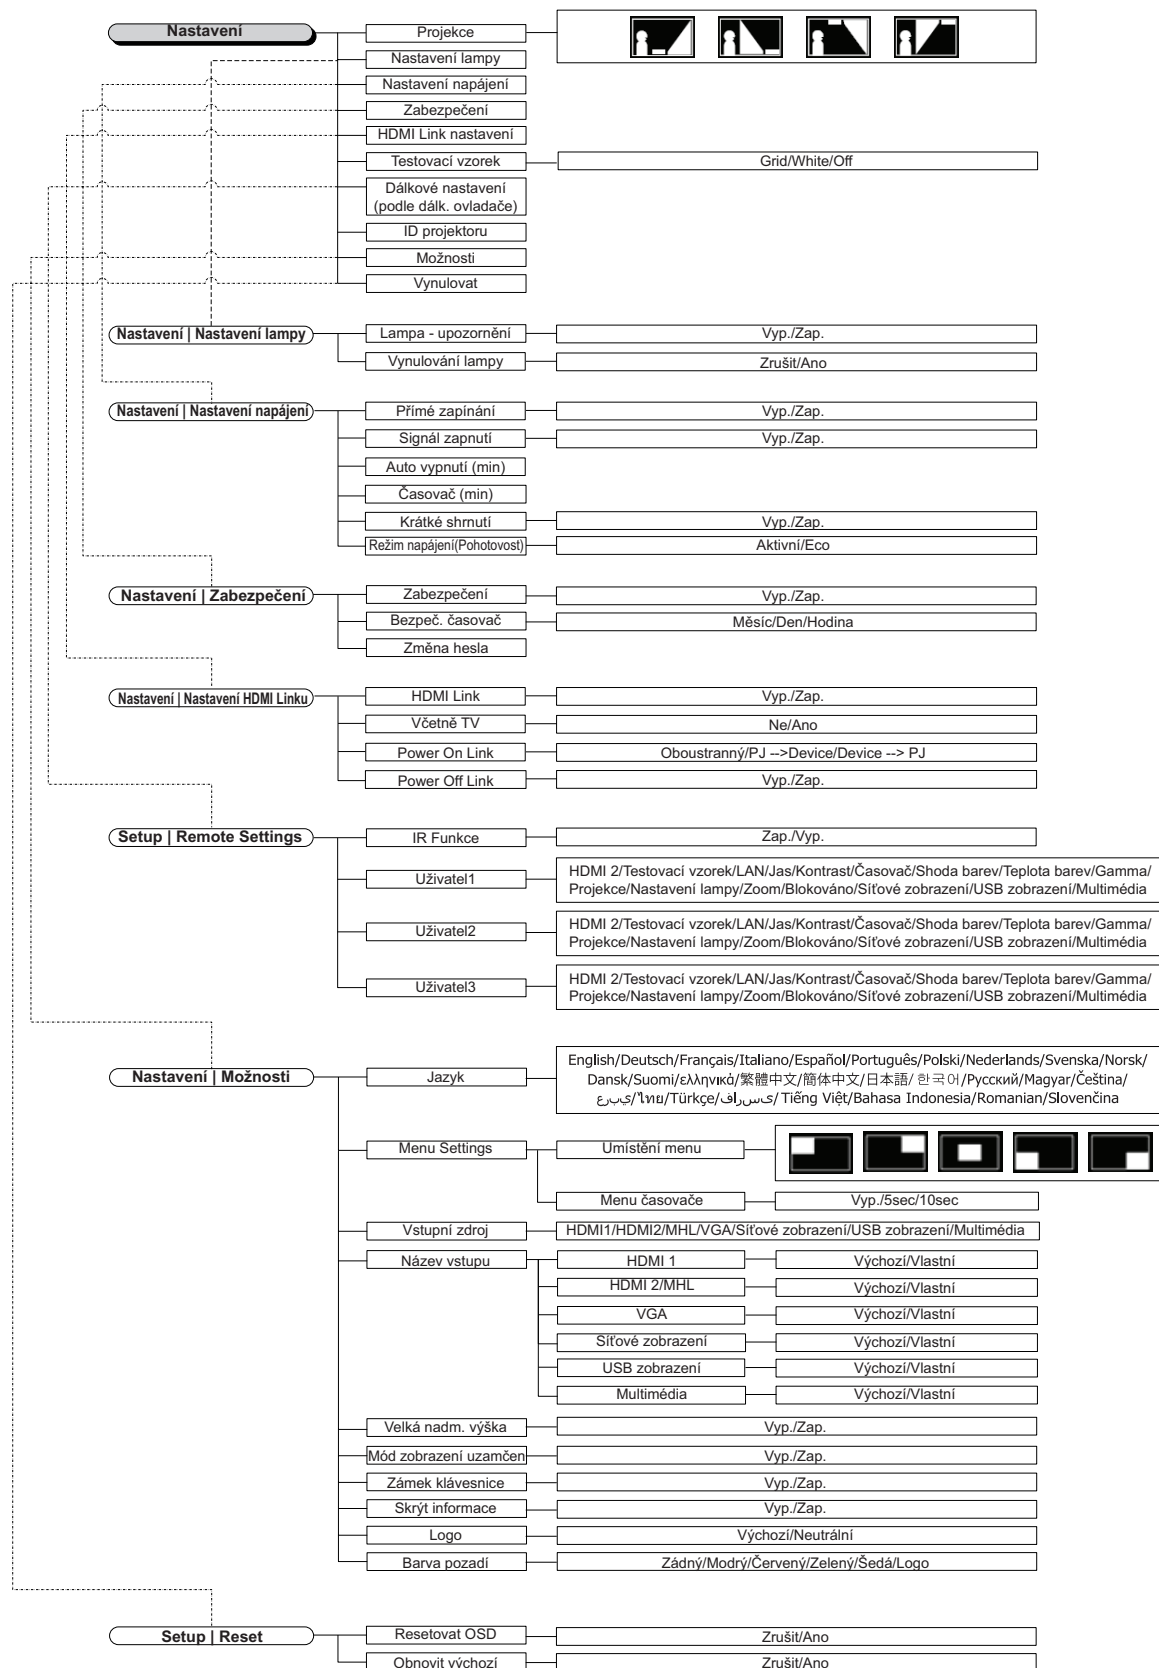 Nastavení
Projekce
Nastavení lampy
Nastavení napájení
Zabezpečení
HDMI Link nastavení
Testovací vzorek
Grid/White/Off
Dálkové nastavení
(podle dálk. ovladače)
ID projektoru
Možnosti
Vynulovat
Nastavení | Nastavení lampy
Lampa - upozornění
Vyp./Zap.
Vynulování lampy
Zrušit/Ano
Nastavení | Nastavení napájení
Přímé zapínání
Vyp./Zap.
Signál zapnutí
Vyp./Zap.
Auto vypnutí (min)
Časovač (min)
Krátké shrnutí
Vyp./Zap.
Režim napájení(Pohotovost)
Aktivní/Eco
Nastavení | Zabezpečení
Zabezpečení
Vyp./Zap.
Bezpeč. časovač
Měsíc/Den/Hodina
Změna hesla
Nastavení | Nastavení HDMI Linku
HDMI Link
Vyp./Zap.
Včetně TV
Ne/Ano
Power On Link
Oboustranný/PJ -->Device/Device --> PJ
Power Off Link
Vyp./Zap.
Setup | Remote Settings
IR Funkce
Zap./Vyp.
Uživatel1
HDMI 2/Testovací vzorek/LAN/Jas/Kontrast/Časovač/Shoda barev/Teplota barev/Gamma/
Projekce/Nastavení lampy/Zoom/Blokováno/Síťové zobrazení/USB zobrazení/Multimédia
Uživatel2
HDMI 2/Testovací vzorek/LAN/Jas/Kontrast/Časovač/Shoda barev/Teplota barev/Gamma/
Projekce/Nastavení lampy/Zoom/Blokováno/Síťové zobrazení/USB zobrazení/Multimédia
Uživatel3
HDMI 2/Testovací vzorek/LAN/Jas/Kontrast/Časovač/Shoda barev/Teplota barev/Gamma/
Projekce/Nastavení lampy/Zoom/Blokováno/Síťové zobrazení/USB zobrazení/Multimédia
Nastavení | Možnosti
Jazyk
English/Deutsch/Français/Italiano/Español/Português/Polski/Nederlands/Svenska/Norsk/
Dansk/Suomi/ελληνικά/繁體中文/簡体中文/日本語/한국어/Русский/Magyar/Čeština/
يبرع/ไทย/Türkçe/یسراف/Tiếng Việt/Bahasa Indonesia/Romanian/Slovenčina
Menu Settings
Umístění menu
Menu časovače
Vyp./5sec/10sec
Vstupní zdroj
HDMI1/HDMI2/MHL/VGA/Síťové zobrazení/USB zobrazení/Multimédia
Název vstupu
HDMI 1
Výchozí/Vlastní
HDMI 2/MHL
Výchozí/Vlastní
VGA
Výchozí/Vlastní
Síťové zobrazení
Výchozí/Vlastní
USB zobrazení
Výchozí/Vlastní
Multimédia
Výchozí/Vlastní
Velká nadm. výška
Vyp./Zap.
Mód zobrazení uzamčen
Vyp./Zap.
Zámek klávesnice
Vyp./Zap.
Skrýt informace
Vyp./Zap.
Logo
Výchozí/Neutrální
Barva pozadí
Zádný/Modrý/Červený/Zelený/Šedá/Logo
Setup | Reset
Resetovat OSD
Zrušit/Ano
Obnovit výchozí
Zrušit/Ano